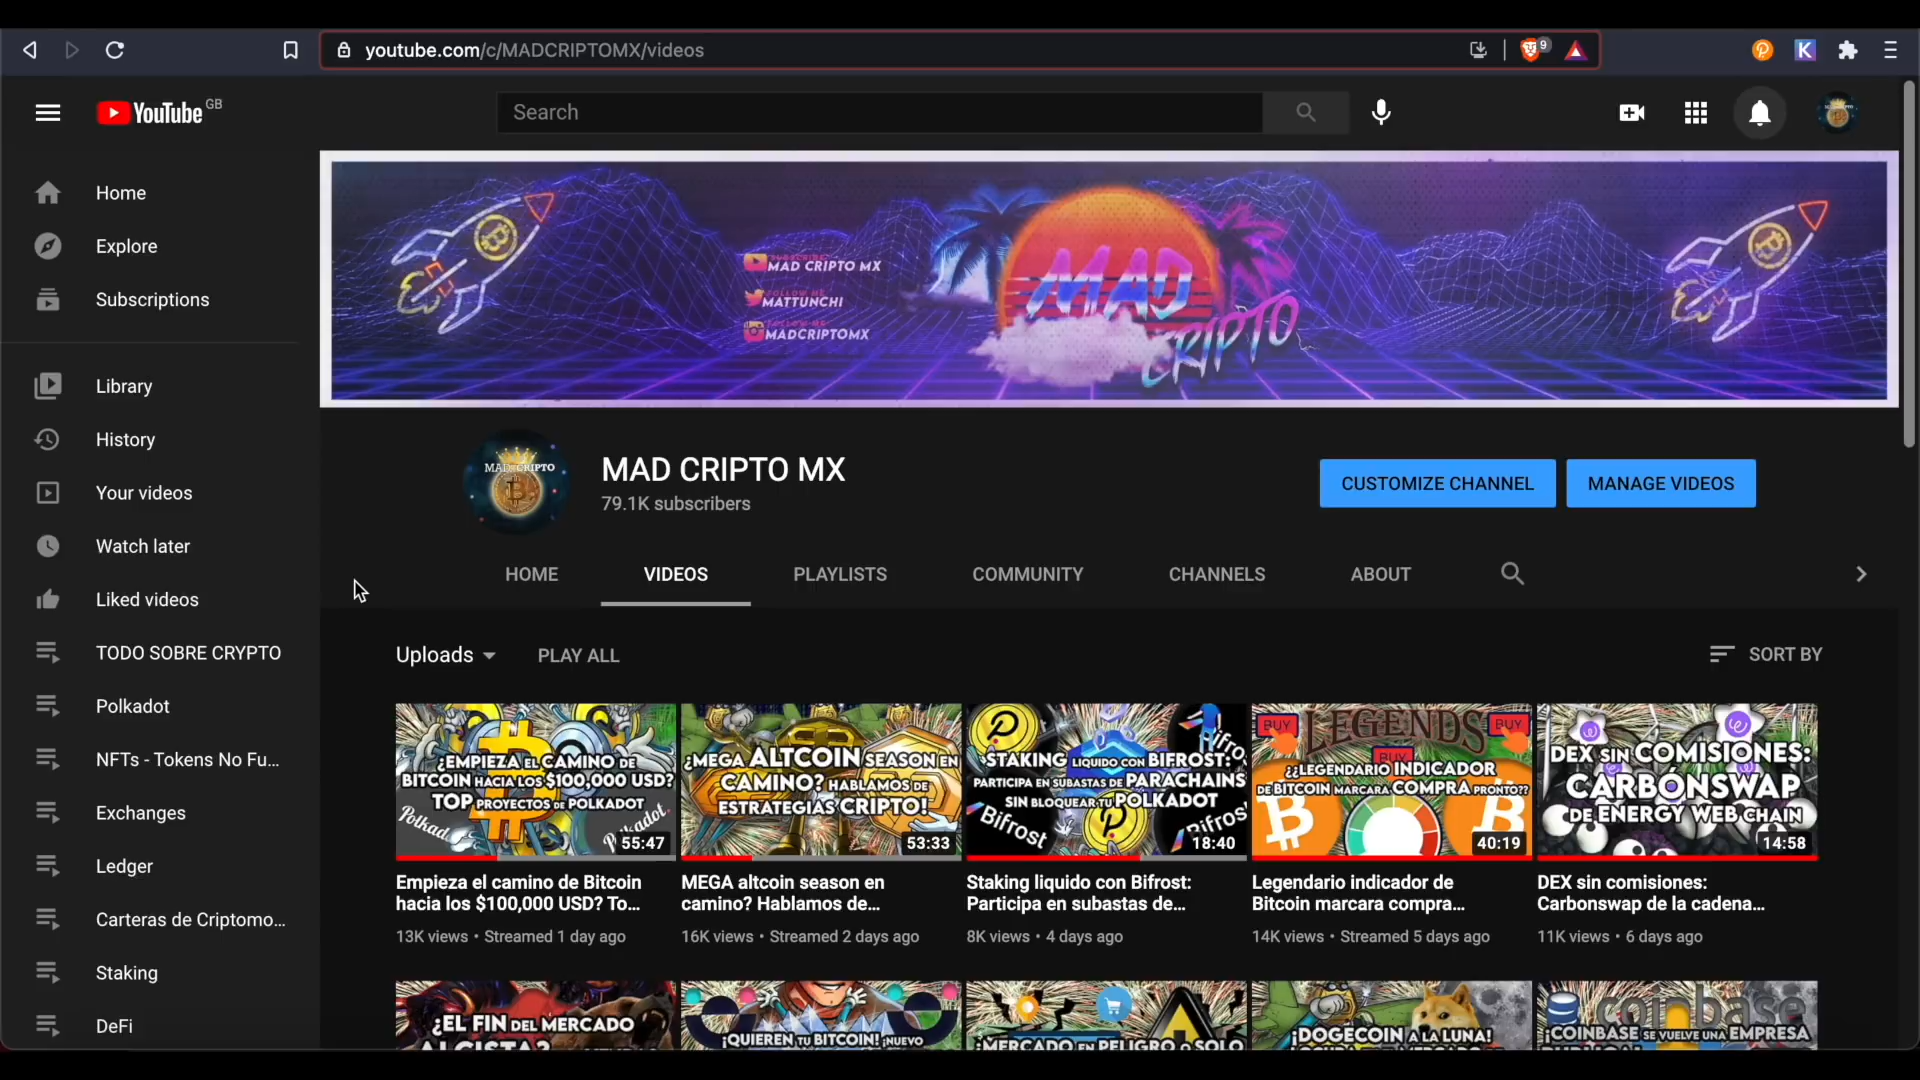 youtube.com/c/MADCRIPTOMX/videos
9
K
YouTube GB
Search
Home
Explore
Subscriptions
Library
History
Your videos
Watch later
Liked videos
TODO SOBRE CRYPTO
Polkadot
NFTs - Tokens No Fu...
Exchanges
Ledger
Carteras de Criptomo...
Staking
DeFi
MAD CRIPTO MX
MATTUNCHI
MADCRIPTOMX
MAD
CRIPTO
MAD CRIPTO
MAD CRIPTO MX
79.1K subscribers
CUSTOMIZE CHANNEL
MANAGE VIDEOS
HOME
VIDEOS
PLAYLISTS
COMMUNITY
CHANNELS
ABOUT
Uploads
PLAY ALL
SORT BY
¿EMPIEZA EL CAMINO DE
BITCOIN HACIA LOS $100,000 USD?
TOP PROYECTOS DE POLKADOT
55:47
Empieza el camino de Bitcoin
hacia los $100,000 USD? To...
13K views • Streamed 1 day ago
¿MEGA ALTCOIN SEASON EN
CAMINO? HABLAMOS DE
ESTRATEGIAS CRIPTO!
53:33
MEGA altcoin season en
camino? Hablamos de...
16K views • Streamed 2 days ago
STAKING LIQUIDO CON BIFROST:
PARTICIPA EN SUBASTAS DE PARACHAINS
SIN BLOQUEAR TU POLKADOT
Bifrost
18:40
Staking liquido con Bifrost:
Participa en subastas de...
8K views • 4 days ago
LEGENDS
BUY
BUY
BUY
¿¿LEGENDARIO INDICADOR
DE BITCOIN MARCARA COMPRA PRONTO??
40:19
Legendario indicador de
Bitcoin marcara compra...
14K views • Streamed 5 days ago
DEX SIN COMISIONES:
CARBONSWAP
DE ENERGY WEB CHAIN
14:58
DEX sin comisiones:
Carbonswap de la cadena...
11K views • 6 days ago
¿EL FIN DEL MERCADO
ALCISTA?
¡QUIEREN TU BITCOIN! ¡NUEVO
¿MERCADO EN PELIGRO O SOLO
¡DOGECOIN A LA LUNA!
coinbase
¡COINBASE SE VUELVE UNA EMPRESA